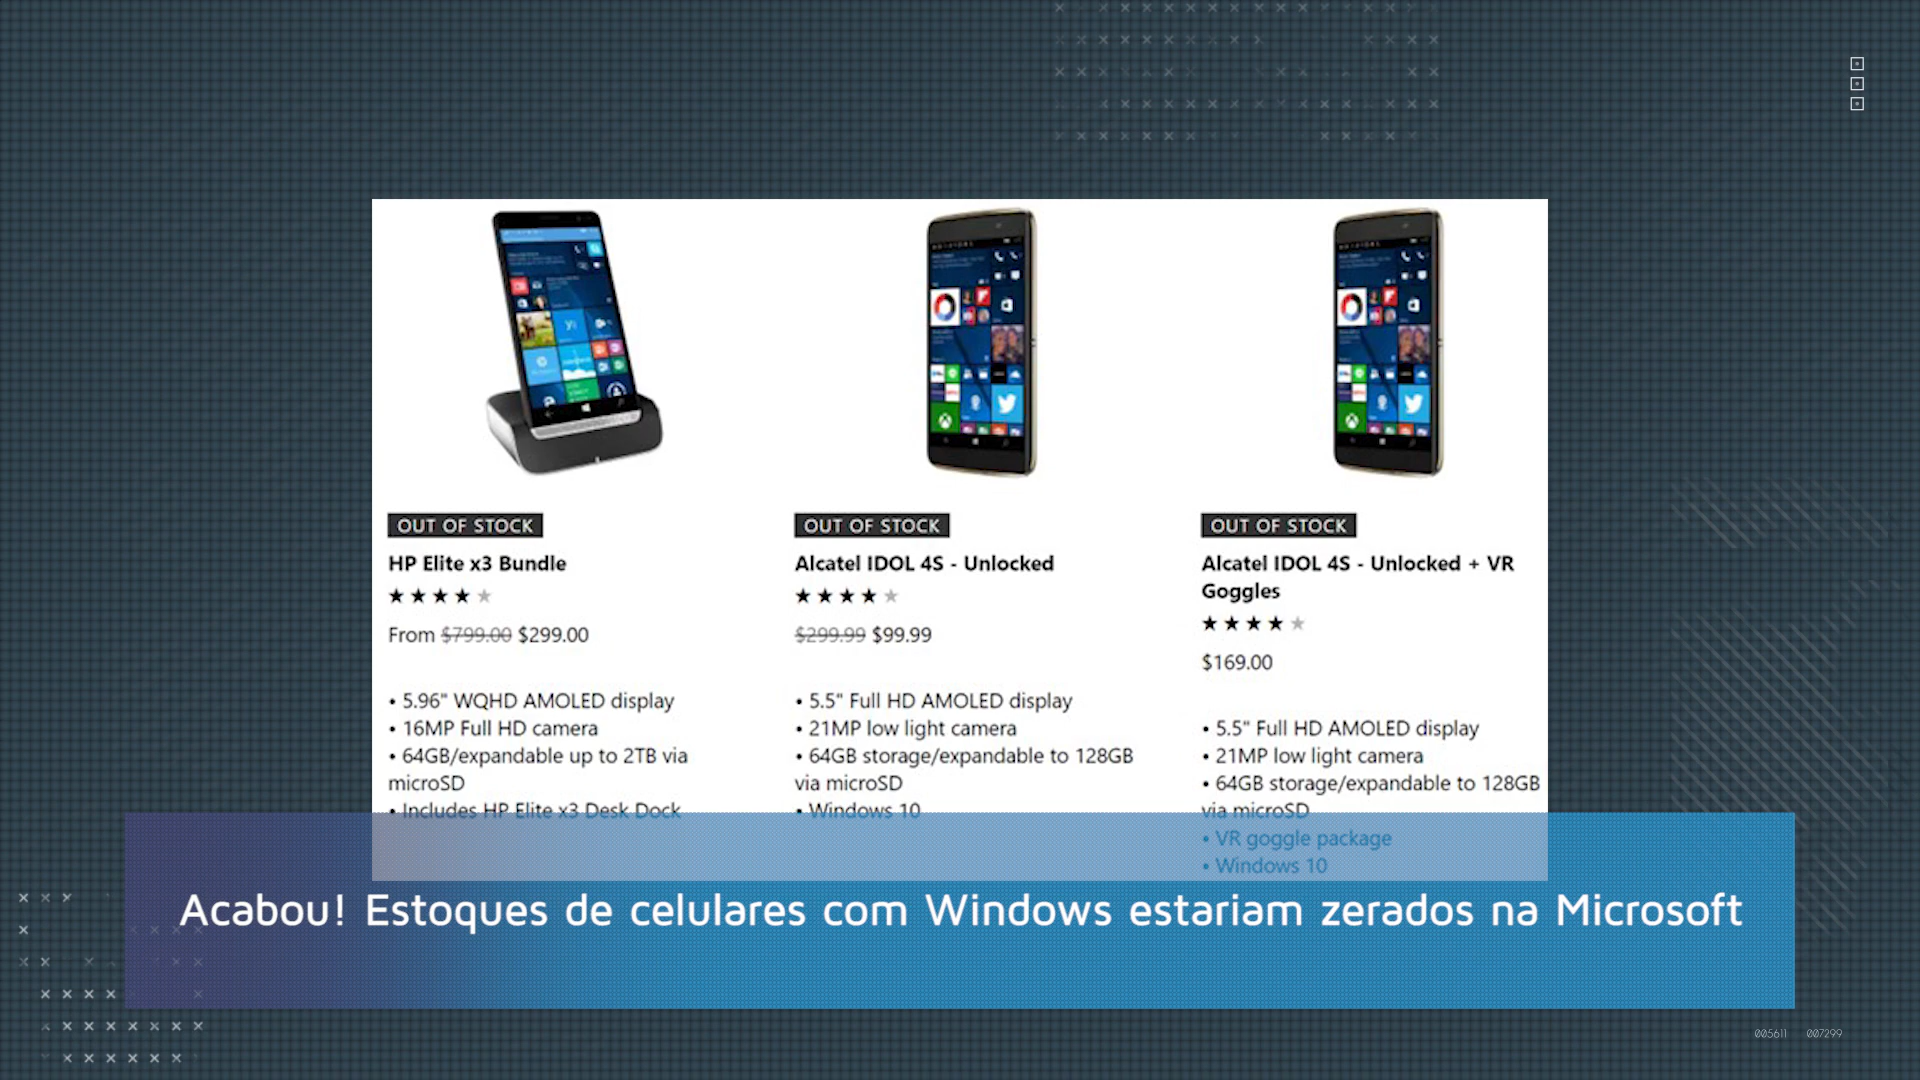 OUT OF STOCK
HP Elite x3 Bundle
★★★★★
From $799.00 $299.00
• 5.96" WQHD AMOLED display
• 16MP Full HD camera
• 64GB/expandable up to 2TB via
microSD
• Includes HP Elite x3 Desk Dock
OUT OF STOCK
Alcatel IDOL 4S - Unlocked
★★★★★
$299.99 $99.99
• 5.5" Full HD AMOLED display
• 21MP low light camera
• 64GB storage/expandable to 128GB
via microSD
• Windows 10
OUT OF STOCK
Alcatel IDOL 4S - Unlocked + VR
Goggles
★★★★★
$169.00
• 5.5" Full HD AMOLED display
• 21MP low light camera
• 64GB storage/expandable to 128GB
via microSD
• VR goggle package
• Windows 10
Acabou! Estoques de celulares com Windows estariam zerados na Microsoft
005611 007299